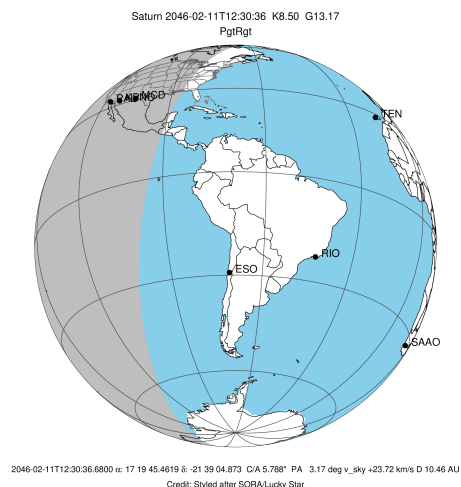 Saturn 2046-02-11T12:30:36 K8.50 G13.17
PgtRgt
MCD
TEN
RIO
ESO
SAAO
2046-02-11T12:30:36.6800 α: 17 19 45.4619 δ: -21 39 04.873 C/A 5.788" PA 3.17 deg v_sky +23.72 km/s D 10.46 AU
Credit: Styled after SORA/Lucky Star